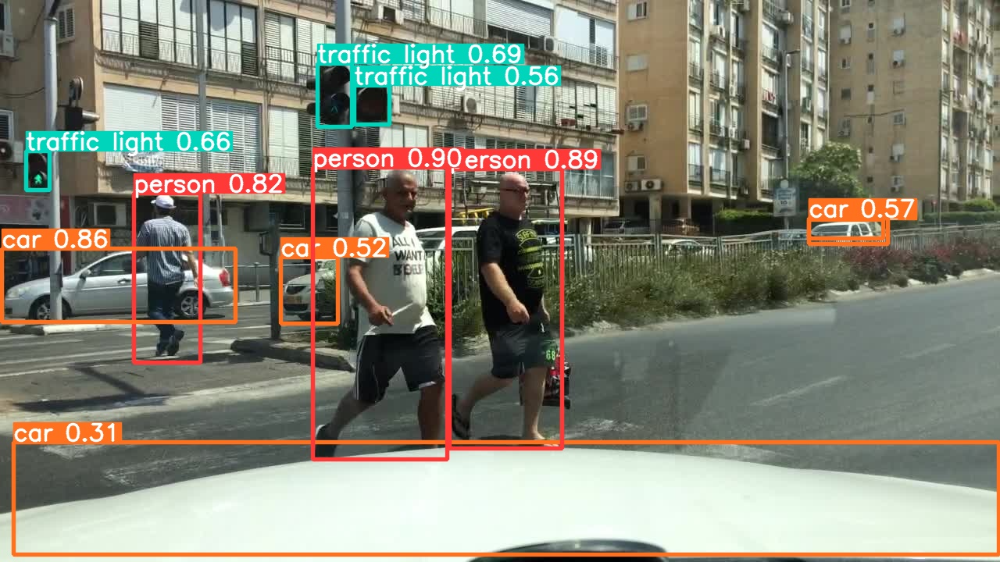 traffic light 0.69
traffic light 0.56
traffic light 0.66
person 0.90
erson 0.89
person 0.82
car 0.57
car 0.86
car 0.52
ALL I
WANT
68
car 0.31